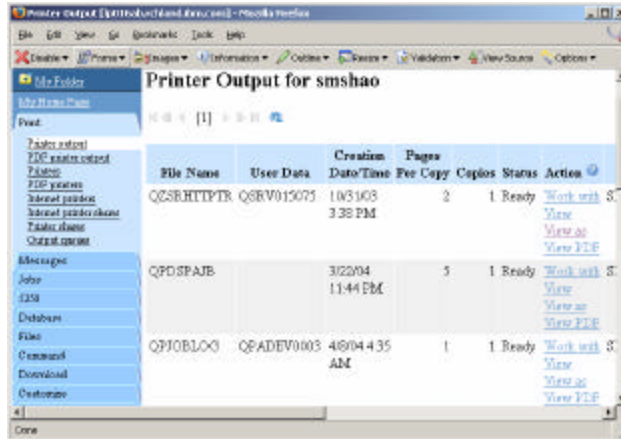 Printer Output [lp01ut8ab.rchland.ibm.com] - Mozilla Firefox
File Edit View Go Bookmarks Tools Help
Disable Forms Images Information Outline Resize Validation View Source Options
My Folder
My Home Page
Print
Printer output
PDF printer output
Printers
PDF printers
Internet printers
Internet printer shares
Printer shares
Output queues
Messages
Jobs
5250
Database
Files
Command
Download
Customize
Printer Output for smshao
[1]
File Name User Data Creation Date/Time Pages Per Copy Copies Status Action
QZSRHTTPTR QSRV015075 10/31/03 3:38 PM 2 1 Ready Work with
View
View as
View PDF
QPDSPAJB 3/22/04 11:44 PM 5 1 Ready Work with
View
View as
View PDF
QPJOBLOG QPADEV0003 4/8/04 4:35 AM 1 1 Ready Work with
View
View as
View PDF
Done